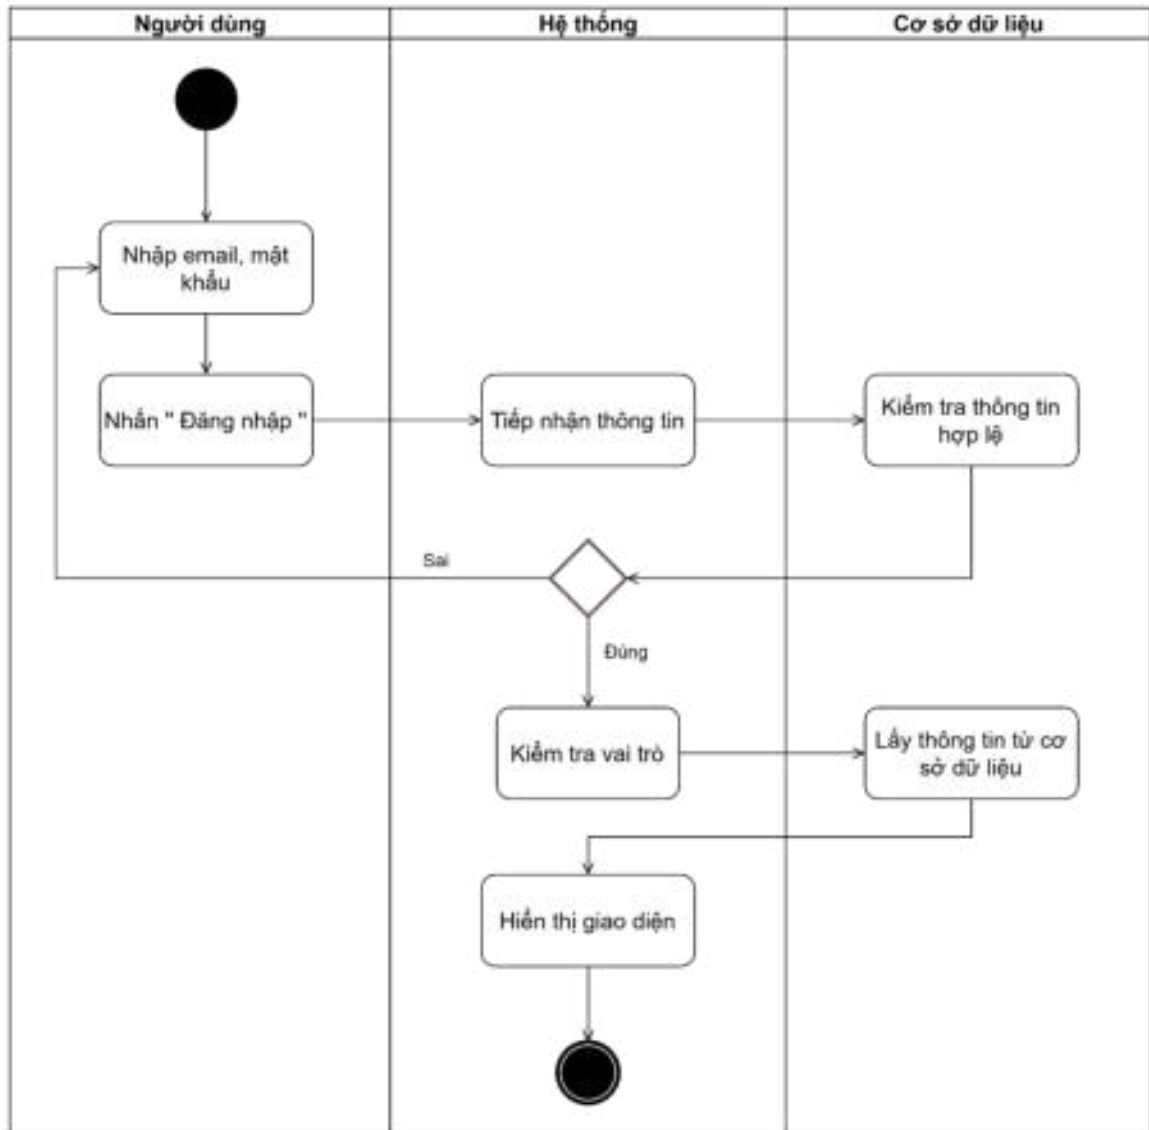 Người dùng
Hệ thống
Cơ sở dữ liệu
Nhập email, mật
khẩu
Nhấn " Đăng nhập "
Tiếp nhận thông tin
Kiểm tra thông tin
hợp lệ
Sai
Đúng
Kiểm tra vai trò
Lấy thông tin từ cơ
sở dữ liệu
Hiển thị giao diện